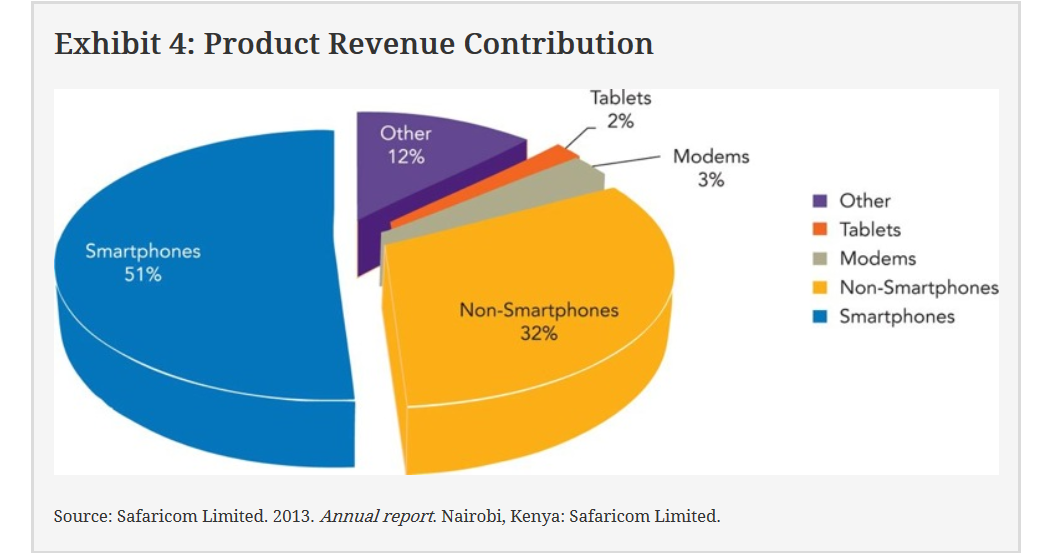 Exhibit 4: Product Revenue Contribution
Tablets
2%
Other
12%
Modems
3%
Smartphones
51%
Non-Smartphones
32%
Other
Tablets
Modems
Non-Smartphones
Smartphones
Source: Safaricom Limited. 2013. Annual report. Nairobi, Kenya: Safaricom Limited.